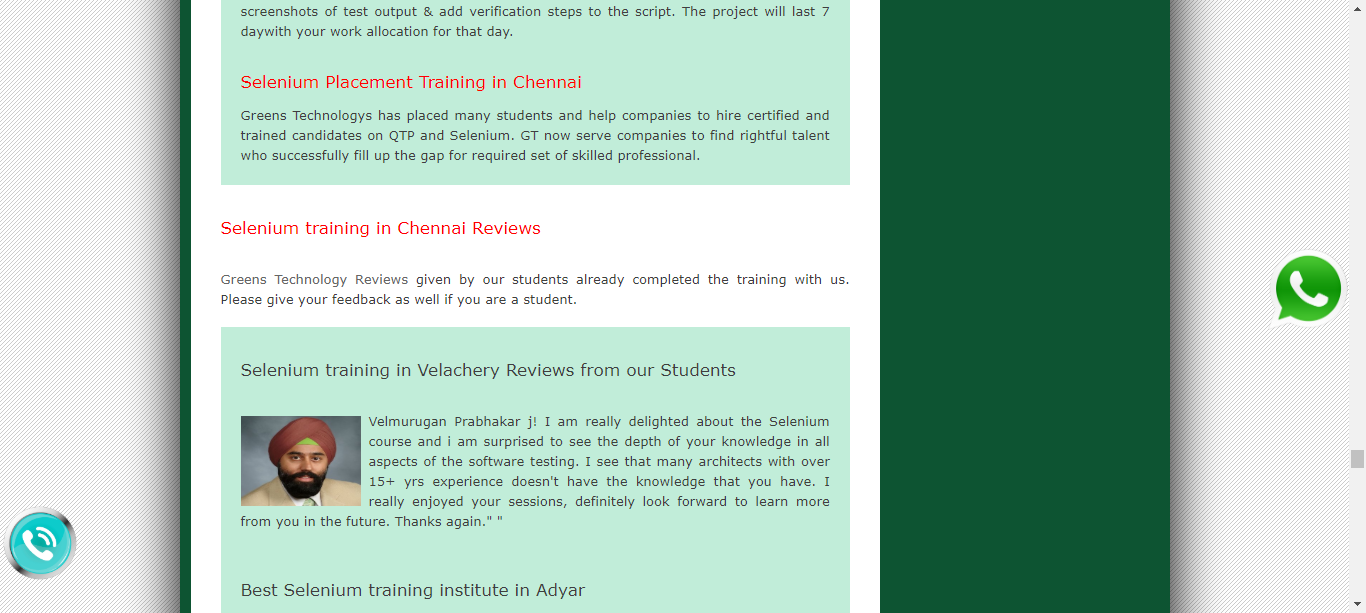 screenshots of test output & add verification steps to the script. The project will last 7
daywith your work allocation for that day.
Selenium Placement Training in Chennai
Greens Technologys has placed many students and help companies to hire certified and
trained candidates on QTP and Selenium. GT now serve companies to find rightful talent
who successfully fill up the gap for required set of skilled professional.
Selenium training in Chennai Reviews
Greens Technology Reviews given by our students already completed the training with us.
Please give your feedback as well if you are a student.
Selenium training in Velachery Reviews from our Students
Velmurugan Prabhakar j! I am really delighted about the Selenium
course and i am surprised to see the depth of your knowledge in all
aspects of the software testing. I see that many architects with over
15+ yrs experience doesn't have the knowledge that you have. I
really enjoyed your sessions, definitely look forward to learn more
from you in the future. Thanks again." "
Best Selenium training institute in Adyar